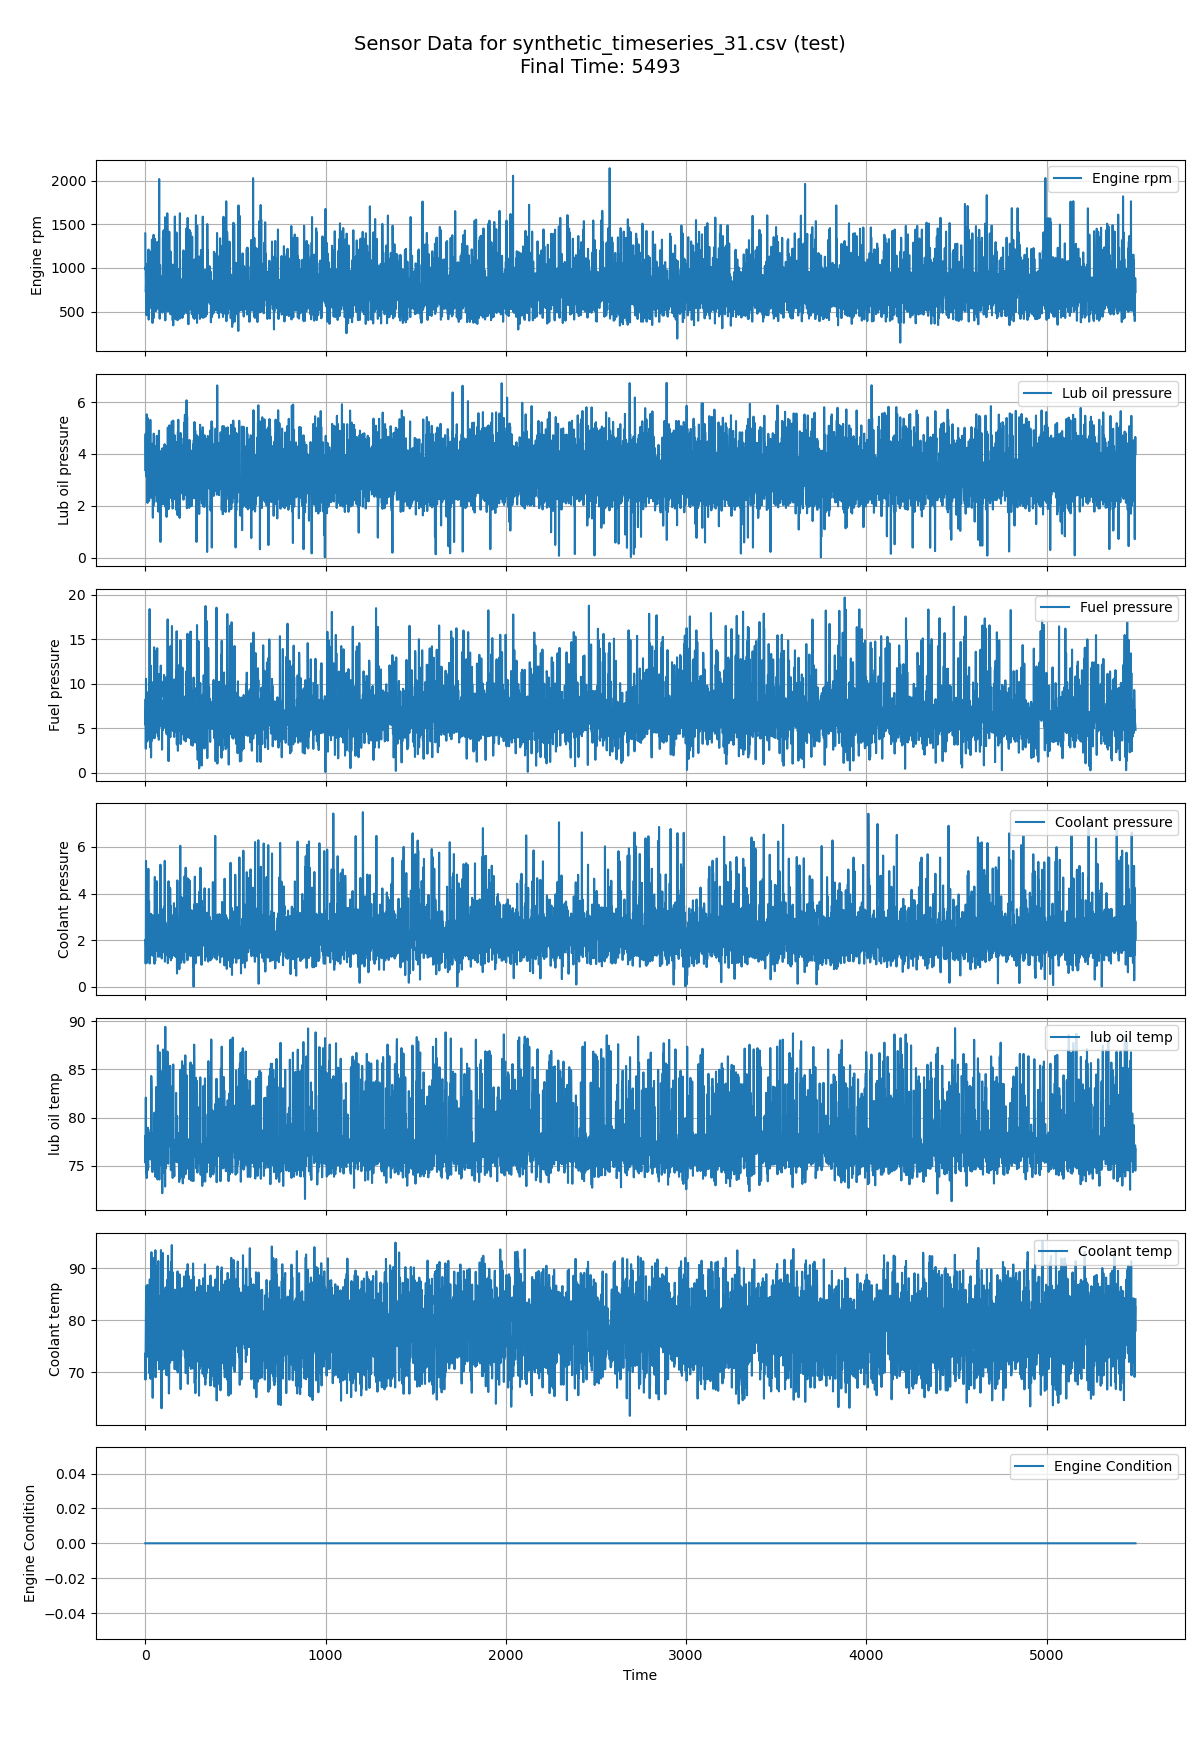 Sensor Data for synthetic_timeseries_31.csv (test)
Final Time: 5493
2000
1500
1000
500
Engine rpm
Engine rpm
6
4
2
0
Lub oil pressure
Lub oil pressure
20
15
10
5
0
Fuel pressure
Fuel pressure
6
4
2
0
Coolant pressure
Coolant pressure
90
85
80
75
lub oil temp
lub oil temp
90
80
70
Coolant temp
Coolant temp
0.04
0.02
0.00
−0.02
−0.04
Engine Condition
Engine Condition
0 1000 2000 3000 4000 5000
Time